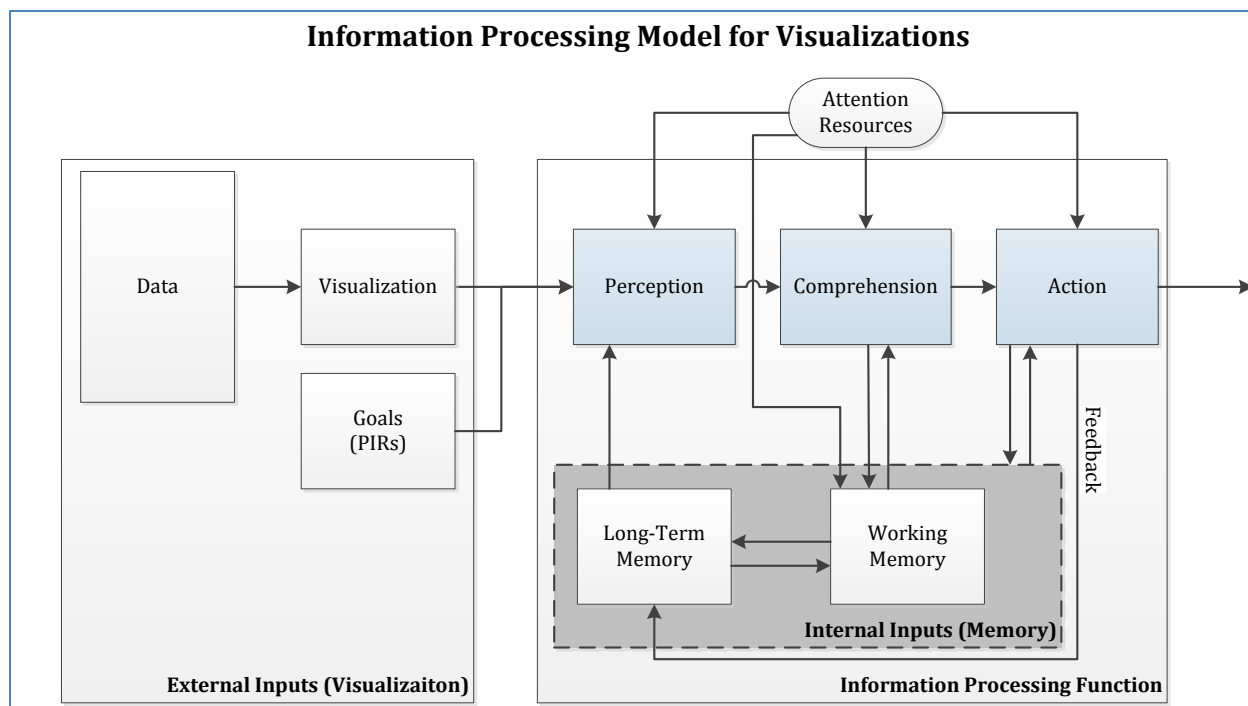 Information Processing Model for Visualizations
Attention
Resources
Data
Visualization
Perception
Comprehension
Action
Goals
(PIRs)
Feedback
Long-Term
Memory
Working
Memory
Internal Inputs (Memory)
External Inputs (Visualizaiton)
Information Processing Function